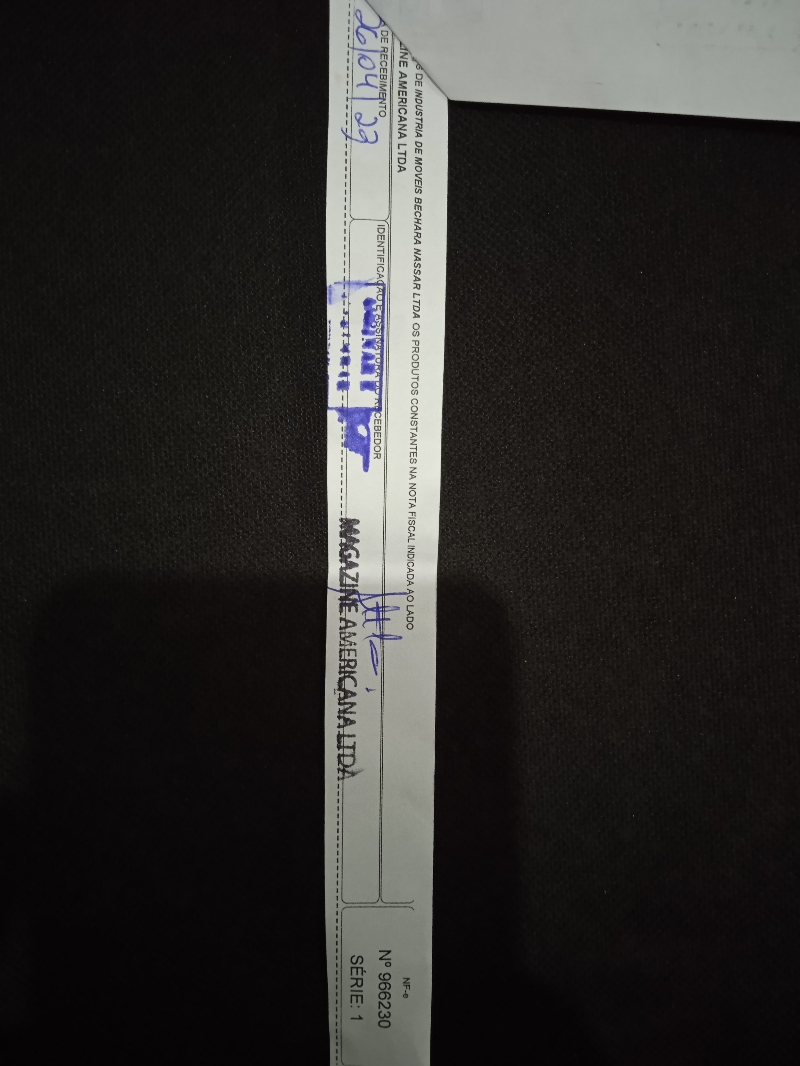 DE INDUSTRIA DE MOVEIS BECHARA NASSAR LTDA OS PRODUTOS CONSTANTES NA NOTA FISCAL INDICADA AO LADO
ZINE AMERICANA LTDA
DE RECEBIMENTO
26/04/23
IDENTIFICAÇÃO E ASSINATURA DO RECEBEDOR
MAGAZINE AMERICANA LTDA
NF-e
Nº 966230
SÉRIE: 1